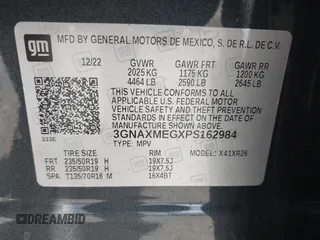 gm
MFD BY GENERAL MOTORS DE MEXICO, S. DE R.L. DE C.V.
12/22 GVWR GAWR FRT GAWR RR
2025 KG 1175 KG 1200 KG
4464 LB 2590 LB 2645 LB
THIS VEHICLE CONFORMS TO ALL APPLICABLE U.S. FEDERAL MOTOR VEHICLE SAFETY AND THEFT PREVENTION STANDARDS IN EFFECT ON THE DATE OF MANUFACTURE SHOWN ABOVE.
3GNAXMEGXPS162984
333E TYPE: MPV MODEL: X41XR26
TIRE SIZE RIM
FRT 235/50R19 H 19X7.5J
RR 235/50R19 H 19X7.5J
SPA T135/70R16 M 16X4BT
DREAMBID